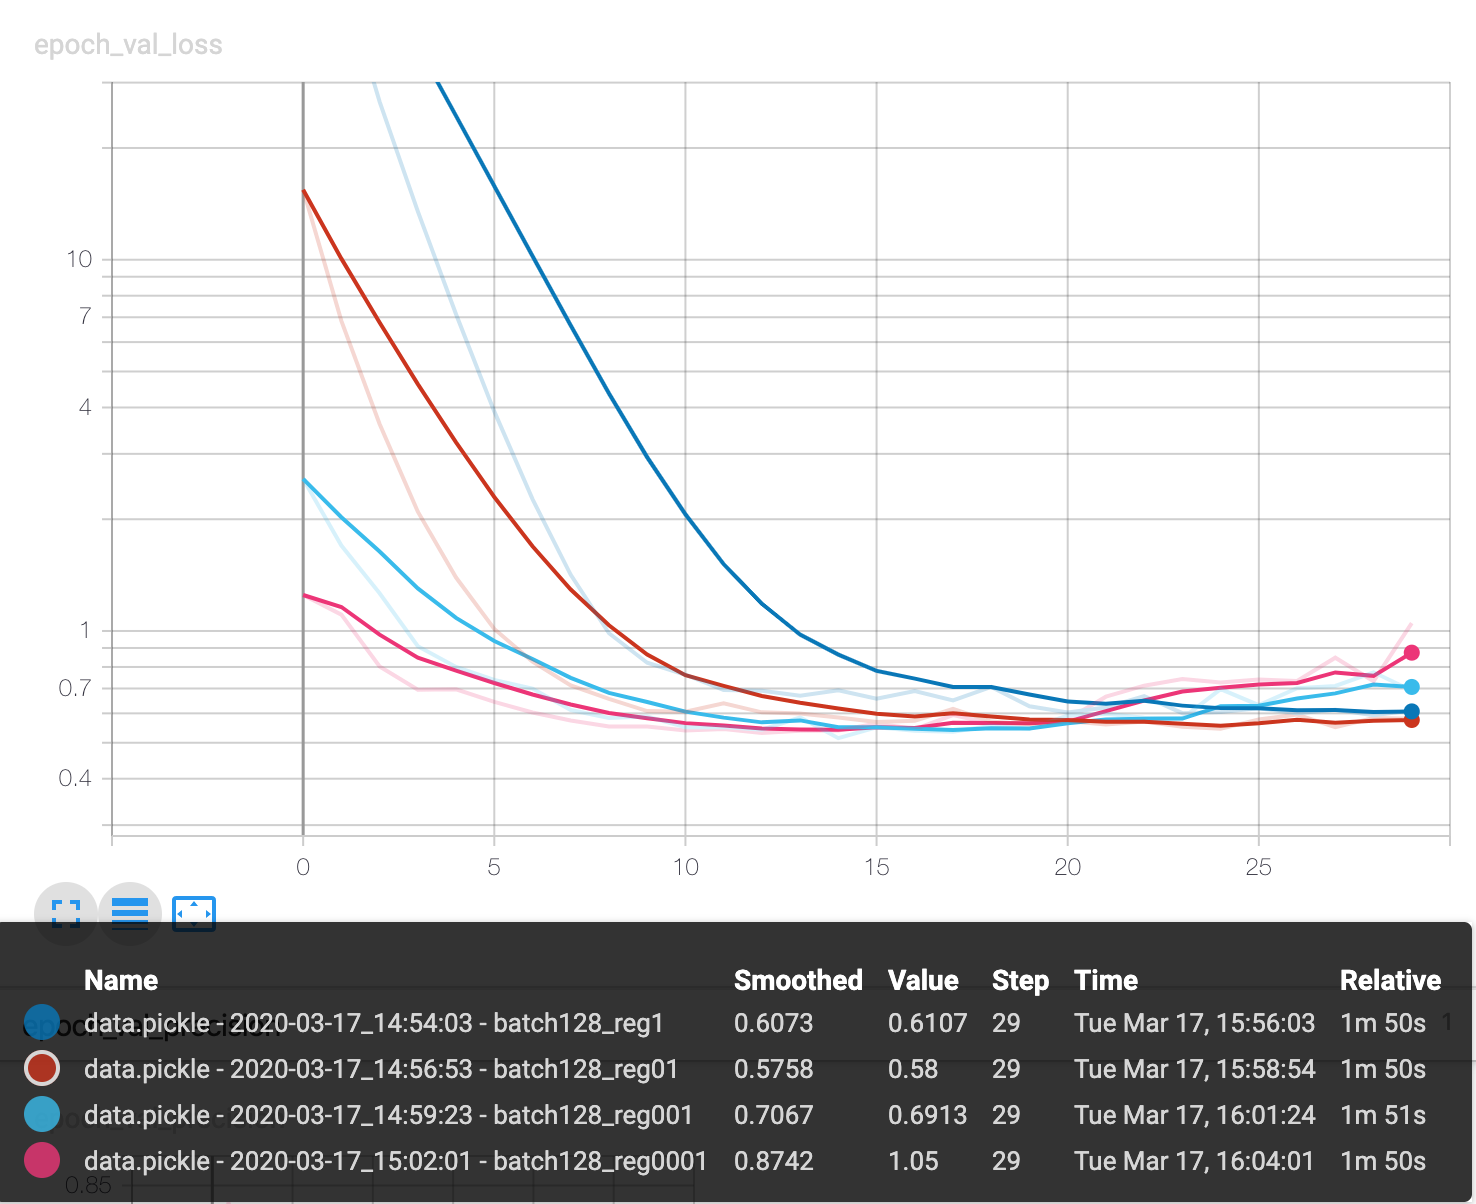 epoch_val_loss
10
7
4
1
0.7
0.4
0 5 10 15 20 25
Name Smoothed Value Step Time Relative
data.pickle - 2020-03-17_14:54:03 - batch128_reg1 0.6073 0.6107 29 Tue Mar 17, 15:56:03 1m 50s
epoch_val_precision 1
data.pickle - 2020-03-17_14:56:53 - batch128_reg01 0.5758 0.58 29 Tue Mar 17, 15:58:54 1m 50s
data.pickle - 2020-03-17_14:59:23 - batch128_reg001 0.7067 0.6913 29 Tue Mar 17, 16:01:24 1m 51s
epoch_val_precision
data.pickle - 2020-03-17_15:02:01 - batch128_reg0001 0.8742 1.05 29 Tue Mar 17, 16:04:01 1m 50s
0.85